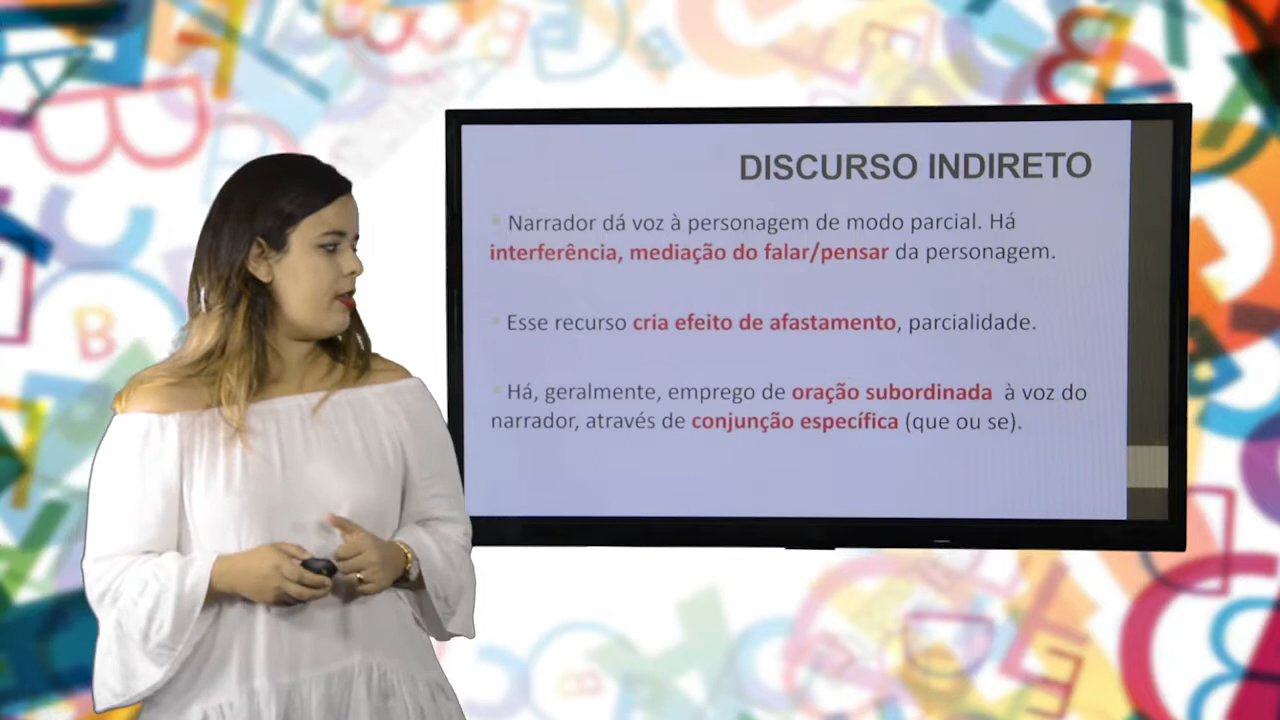 DISCURSO INDIRETO
Narrador dá voz à personagem de modo parcial. Há
interferência, mediação do falar/pensar da personagem.
Esse recurso cria efeito de afastamento, parcialidade.
Há, geralmente, emprego de oração subordinada à voz do
narrador, através de conjunção específica (que ou se).